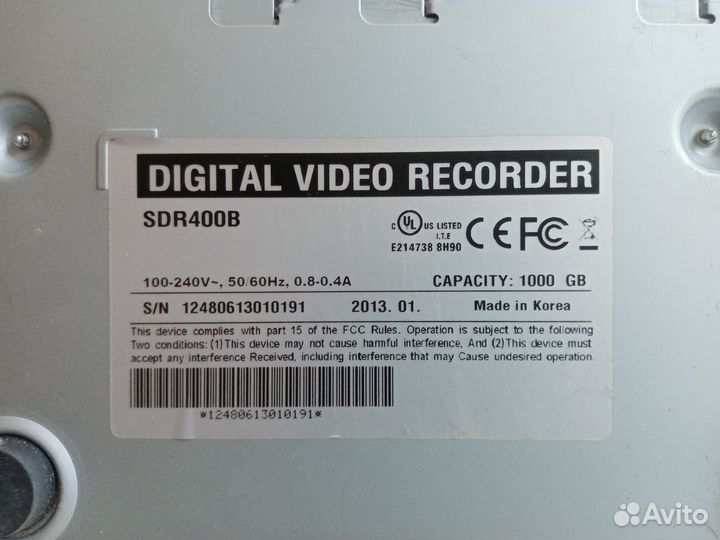 DIGITAL VIDEO RECORDER
SDR400B
C UL US LISTED
I.T.E
E214738 8H90
CE FC
100-240V~, 50/60Hz, 0.8-0.4A CAPACITY: 1000 GB
S/N 12480613010191 2013. 01. Made in Korea
This device complies with part 15 of the FCC Rules. Operation is subject to the following
Two conditions: (1)This device may not cause harmful interference, And (2)This device must
accept any interference Received, including interference that may Cause undesired operation.
*12480613010191*
Avito